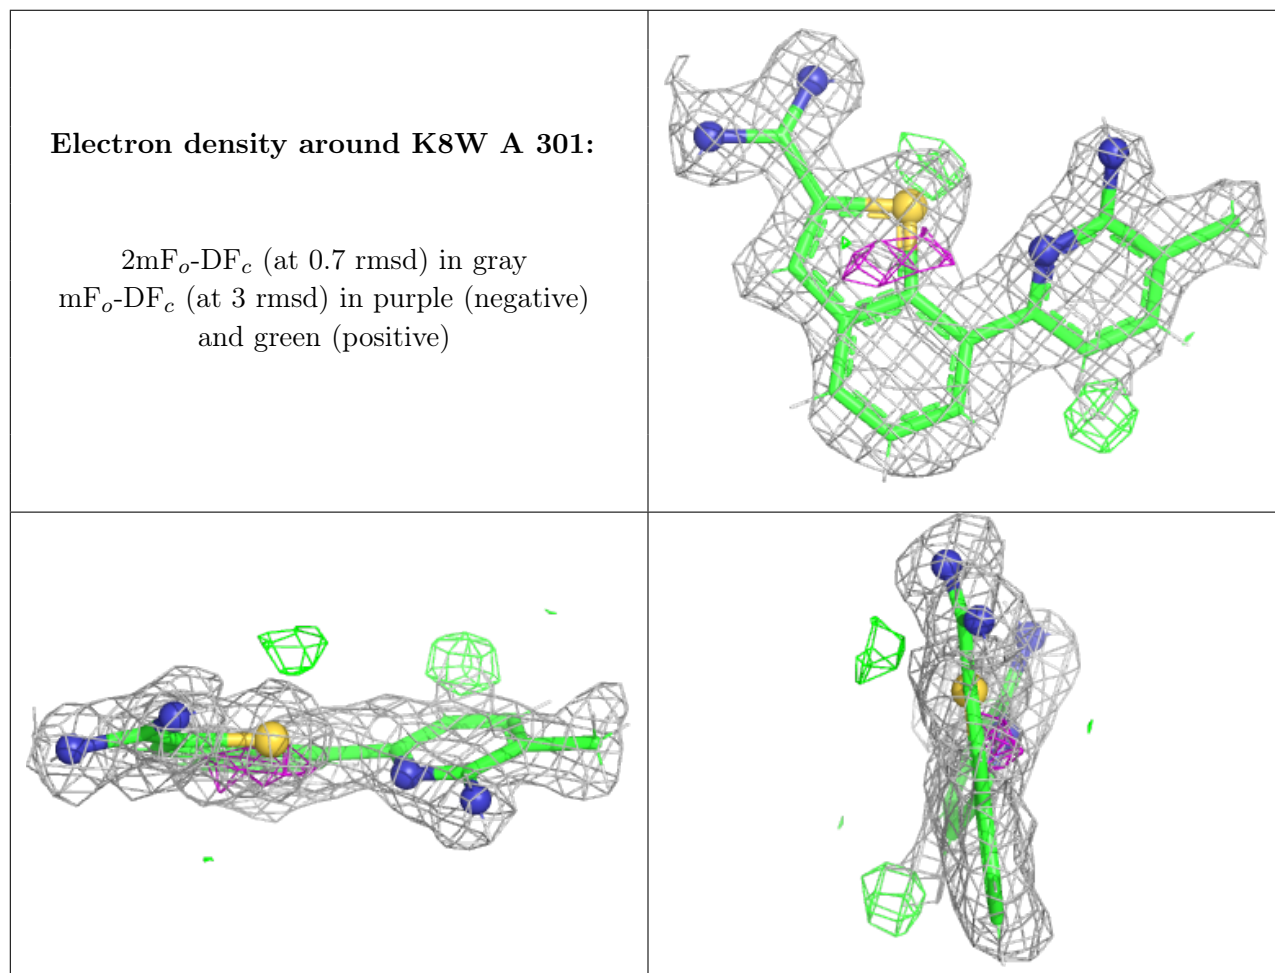 Electron density around K8W A 301:
2mFo-DFc (at 0.7 rmsd) in gray
mFo-DFc (at 3 rmsd) in purple (negative)
and green (positive)